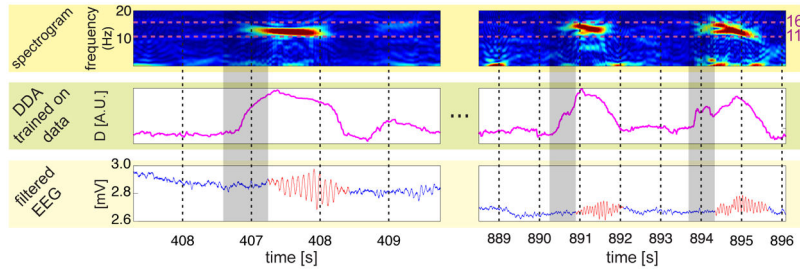 spectrogram
frequency
(Hz)
20
10
16
11
DDA
trained on
data
D [A.U.]
...
filtered
EEG
[mV]
3.0
2.8
2.6
408 407 408 409
889 890 891 892 893 894 895 896
time [s]
time [s]